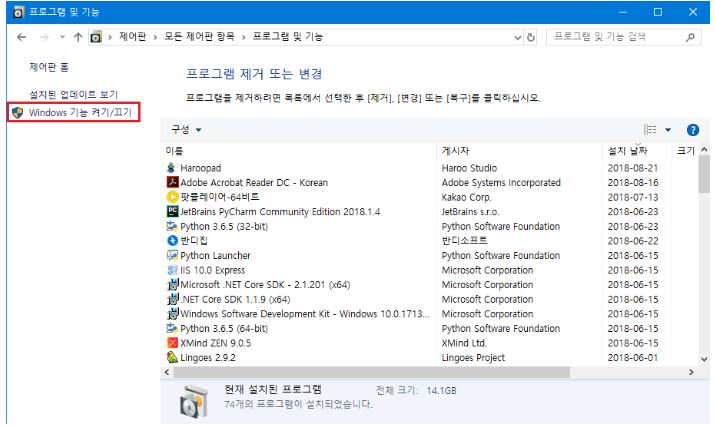 프로그램 및 기능
제어판 > 모든 제어판 항목 > 프로그램 및 기능
프로그램 및 기능 검색
제어판 홈
설치된 업데이트 보기
Windows 기능 켜기/끄기
프로그램 제거 또는 변경
프로그램을 제거하려면 목록에서 선택한 후 [제거], [변경] 또는 [복구]를 클릭하십시오.
구성
이름 게시자 설치 날짜 크기
Haroopad Haroo Studio 2018-08-21
Adobe Acrobat Reader DC - Korean Adobe Systems Incorporated 2018-08-16
팟플레이어-64비트 Kakao Corp. 2018-07-13
JetBrains PyCharm Community Edition 2018.1.4 JetBrains s.r.o. 2018-06-23
Python 3.6.5 (32-bit) Python Software Foundation 2018-06-23
반디집 반디소프트 2018-06-22
Python Launcher Python Software Foundation 2018-06-15
IIS 10.0 Express Microsoft Corporation 2018-06-15
Microsoft .NET Core SDK - 2.1.201 (x64) Microsoft Corporation 2018-06-15
.NET Core SDK 1.1.9 (x64) Microsoft Corporation 2018-06-15
Windows Software Development Kit - Windows 10.0.1713... Microsoft Corporation 2018-06-15
Python 3.6.5 (64-bit) Python Software Foundation 2018-06-15
XMind ZEN 9.0.5 XMind Ltd. 2018-06-15
Lingoes 2.9.2 Lingoes Project 2018-06-01
현재 설치된 프로그램 전체 크기: 14.1GB
74개의 프로그램이 설치되었습니다.